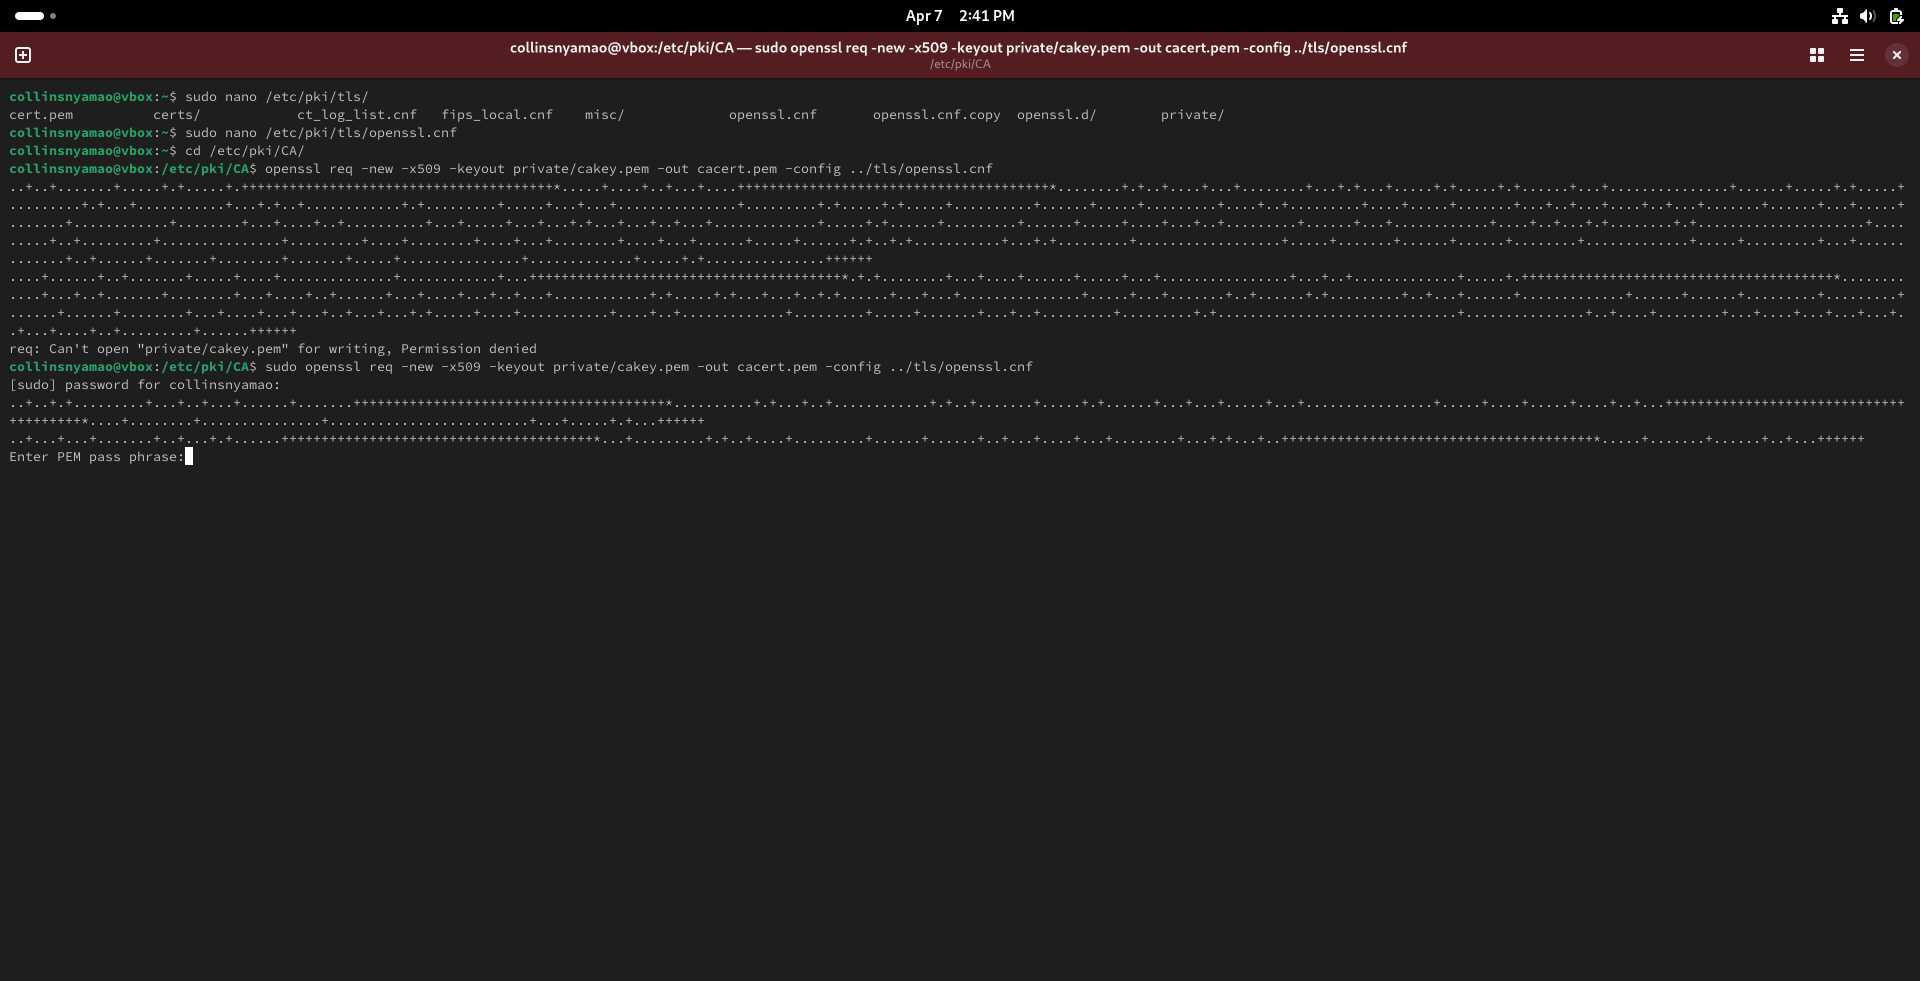 Apr 7 2:41 PM
collinsnyamao@vbox:/etc/pki/CA — sudo openssl req -new -x509 -keyout private/cakey.pem -out cacert.pem -config ../tls/openssl.cnf
/etc/pki/CA
collinsnyamao@vbox:~$ sudo nano /etc/pki/tls/
cert.pem certs/ ct_log_list.cnf fips_local.cnf misc/ openssl.cnf openssl.cnf.copy openssl.d/ private/
collinsnyamao@vbox:~$ sudo nano /etc/pki/tls/openssl.cnf
collinsnyamao@vbox:~$ cd /etc/pki/CA/
collinsnyamao@vbox:/etc/pki/CA$ openssl req -new -x509 -keyout private/cakey.pem -out cacert.pem -config ../tls/openssl.cnf
req: Can't open "private/cakey.pem" for writing, Permission denied
collinsnyamao@vbox:/etc/pki/CA$ sudo openssl req -new -x509 -keyout private/cakey.pem -out cacert.pem -config ../tls/openssl.cnf
[sudo] password for collinsnyamao:
Enter PEM pass phrase: